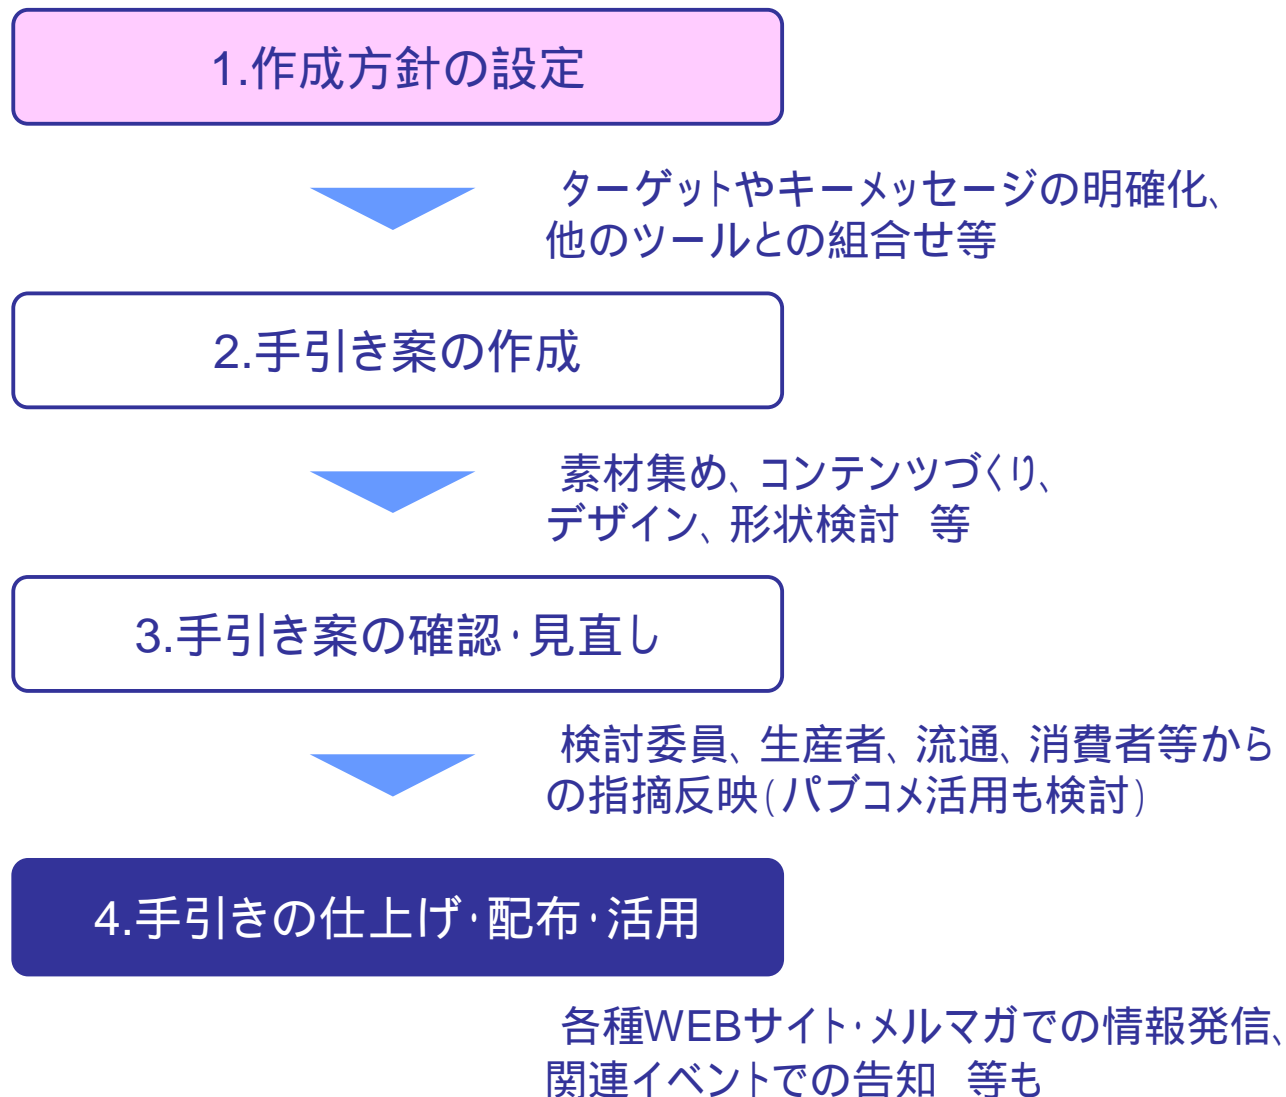 1.作成方針の設定
ターゲットやキーメッセージの明確化、
他のツールとの組合せ等
2.手引き案の作成
素材集め、コンテンツづくり、
デザイン、形状検討　等
3.手引き案の確認・見直し
検討委員、生産者、流通、消費者等から
の指摘反映(パブコメ活用も検討)
4.手引きの仕上げ・配布・活用
各種WEBサイト・メルマガでの情報発信、
関連イベントでの告知　等も